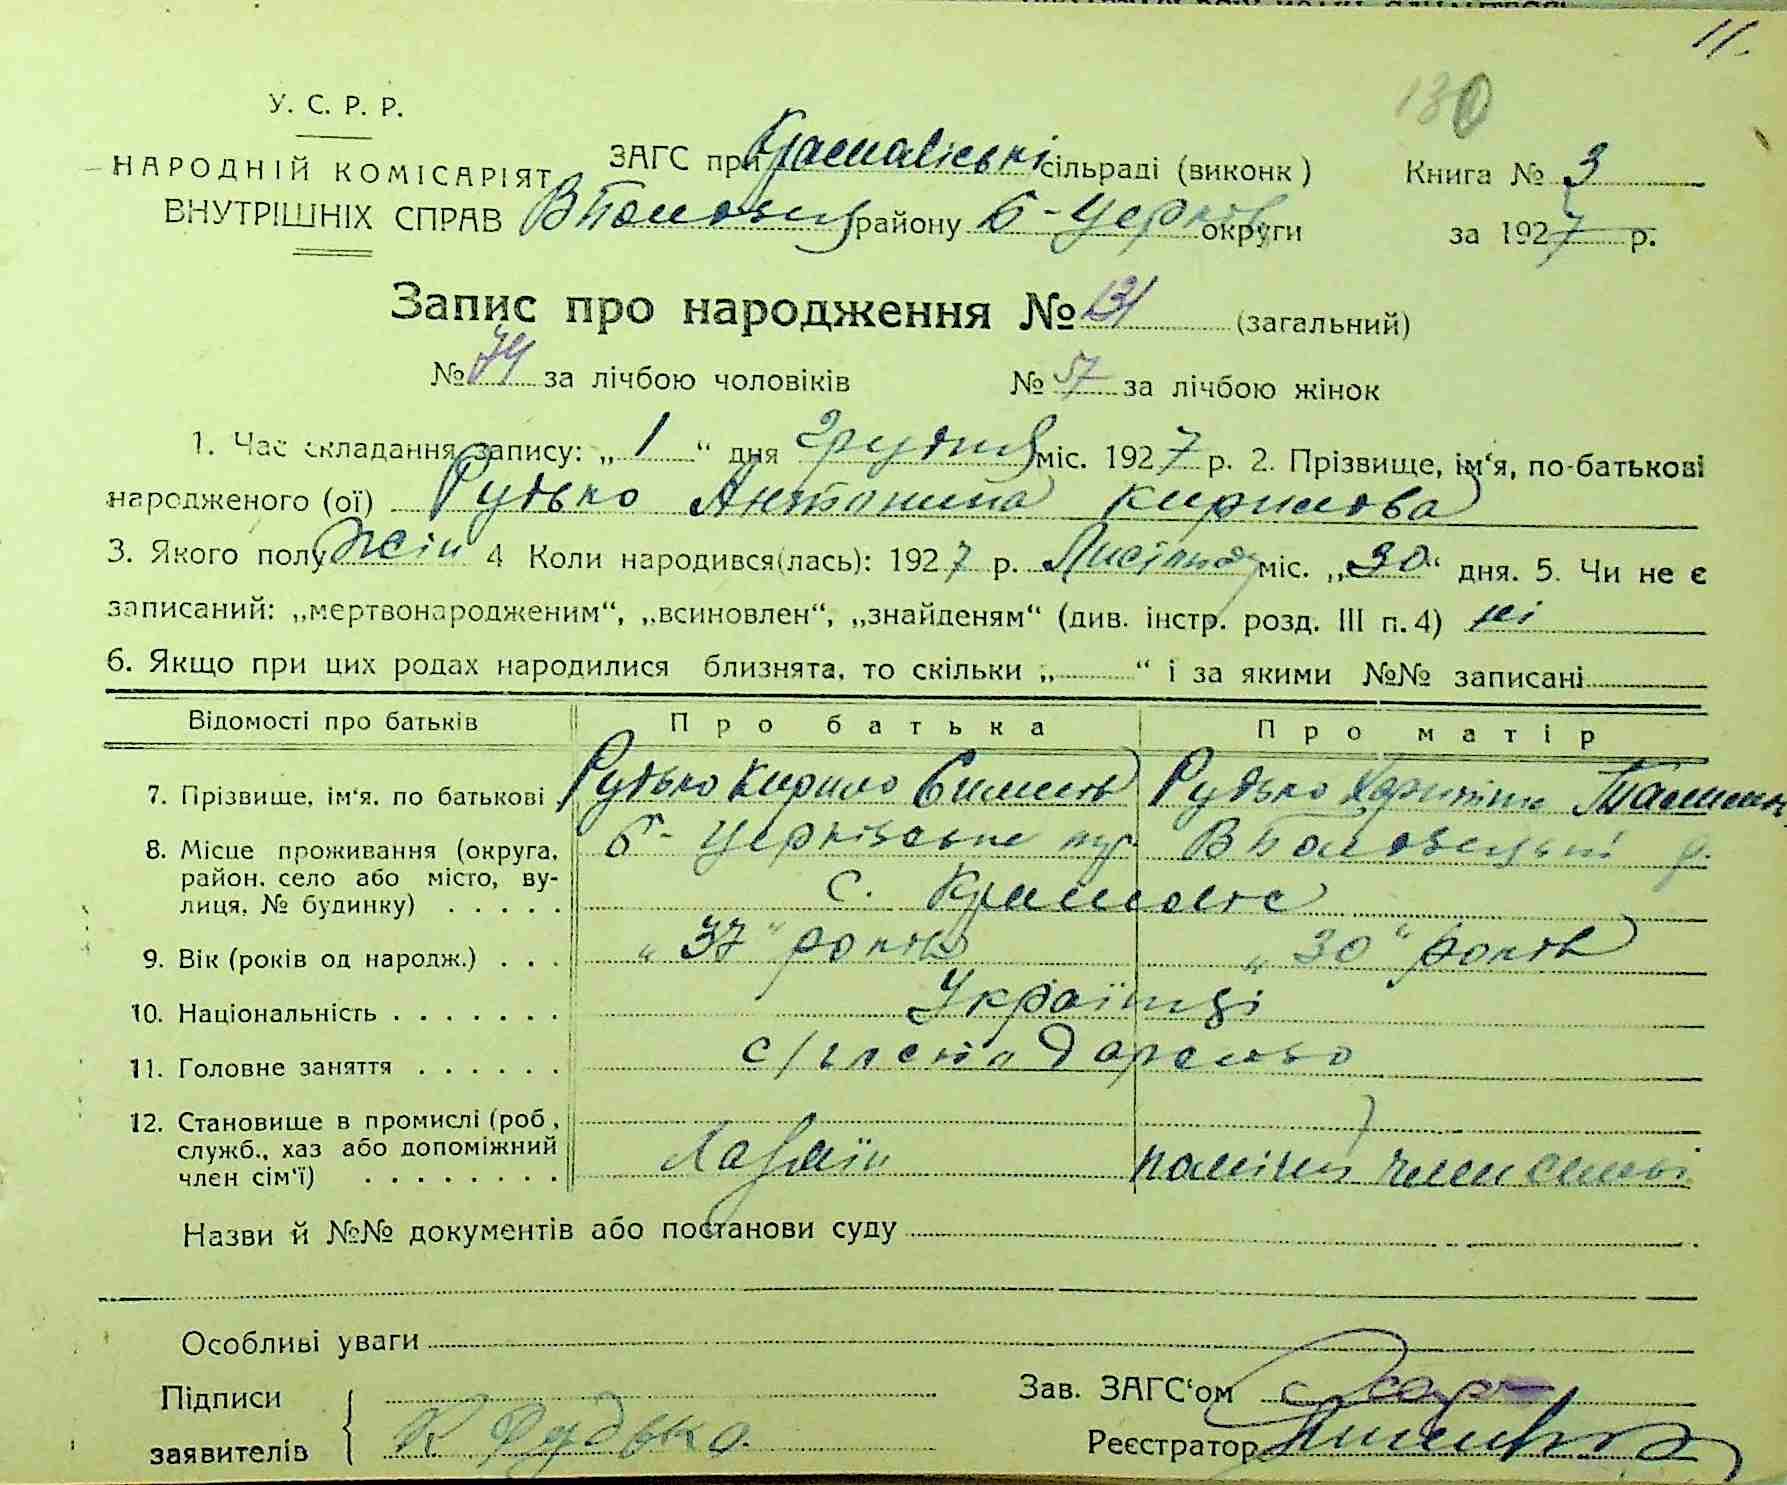 11.
130
У. С. Р. Р.
НАРОДНІЙ КОМІСАРІЯТ
ВНУТРІШНІХ СПРАВ
ЗАГС при сільраді (виконк)
району Б-Церків округи
Книга № 3
за 1927 р.
Запис про народження № 131 (загальний)
№ 74 за лічбою чоловіків № 57 за лічбою жінок
1. Час складання запису: „1“ дня Грудня міс. 1927 р. 2. Прізвище, ім'я, по-батькові
народженого (ої) Рудько Антонина Кирилова
3. Якого полу жін 4 Коли народився(лась): 1927 р. Листопад міс. „30“ дня. 5. Чи не є
записаний: „мертвонародженим“, „всиновлен“, „знайденям“ (див. інстр. розд. III п. 4) ні
6. Якщо при цих родах народилися близнята, то скільки „ “ і за якими №№ записані
Відомості про батьків Про батька Про матір
7. Прізвище, ім'я, по батькові Рудько Кирило Рудько
8. Місце проживання (округа, Б-Церківське р.
район, село або місто, ву-
лиця, № будинку) с.
9. Вік (років од народж.) „37“ років „30“ років
10. Національність Українці
11. Головне заняття
12. Становище в промислі (роб,
служб., хаз або допоміжний
член сім'ї) Хазяїн
Назви й №№ документів або постанови суду
Особливі уваги
Підписи
заявителів К Рудько
Зав. ЗАГС'ом
Реєстратор